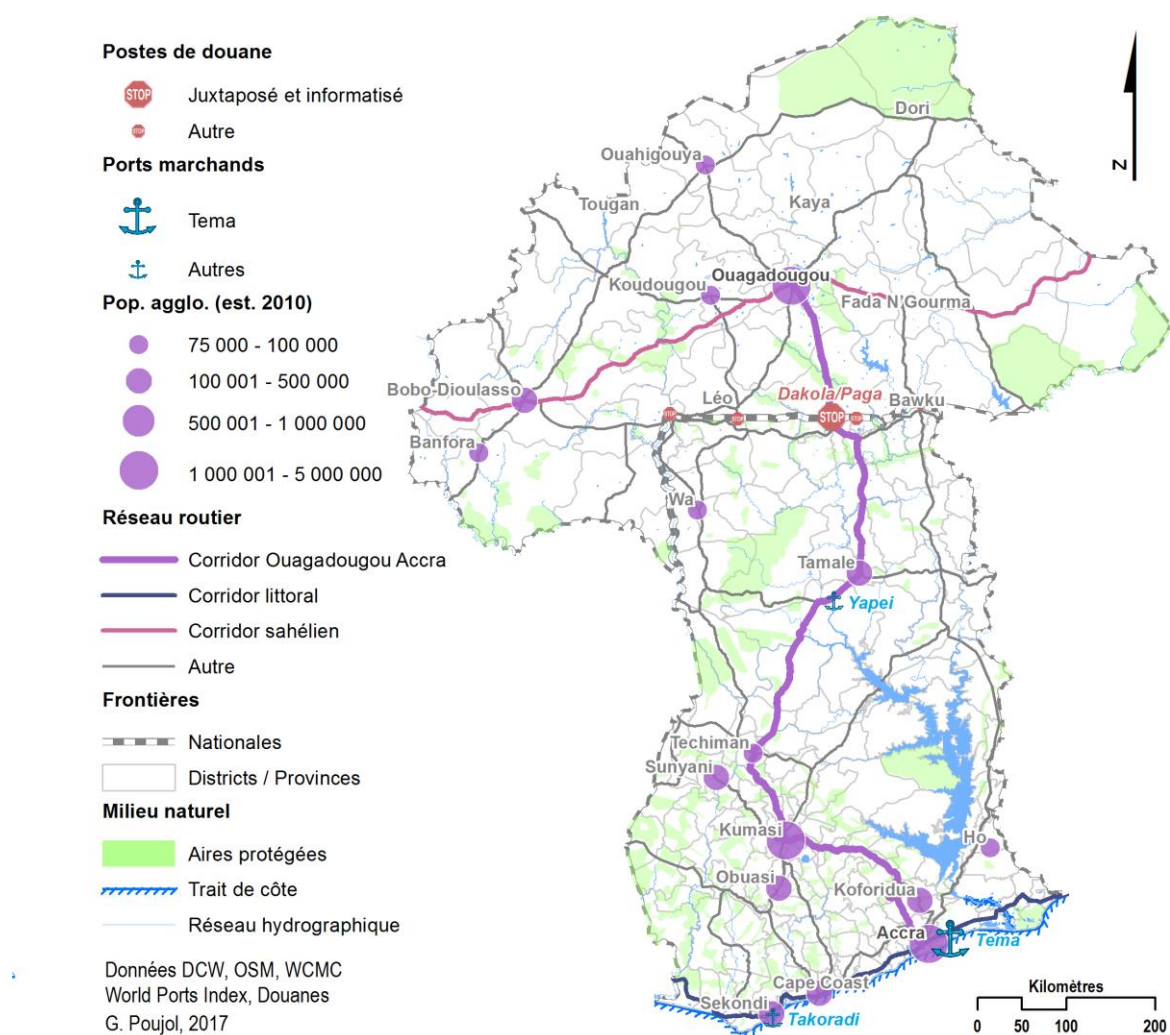 Postes de douane
STOP
Juxtaposé et informatisé
STOP
Autre
Ports marchands
Tema
Autres
Pop. agglo. (est. 2010)
75 000 - 100 000
100 001 - 500 000
500 001 - 1 000 000
1 000 001 - 5 000 000
Réseau routier
Corridor Ouagadougou Accra
Corridor littoral
Corridor sahélien
Autre
Frontières
Nationales
Districts / Provinces
Milieu naturel
Aires protégées
Trait de côte
Réseau hydrographique
Données DCW, OSM, WCMC
World Ports Index, Douanes
G. Poujol, 2017
N
Dori
Ouahigouya
Tougan
Kaya
Ouagadougou
Koudougou
Fada N'Gourma
Bobo-Dioulasso
Léo
Dakola/Paga
Bawku
STOP
STOP
STOP
STOP
Banfora
Wa
Tamale
Yapei
Techiman
Sunyani
Kumasi
Ho
Obuasi
Koforidua
Accra
Tema
Cape Coast
Sekondi
Takoradi
Kilomètres
0 50 100 200